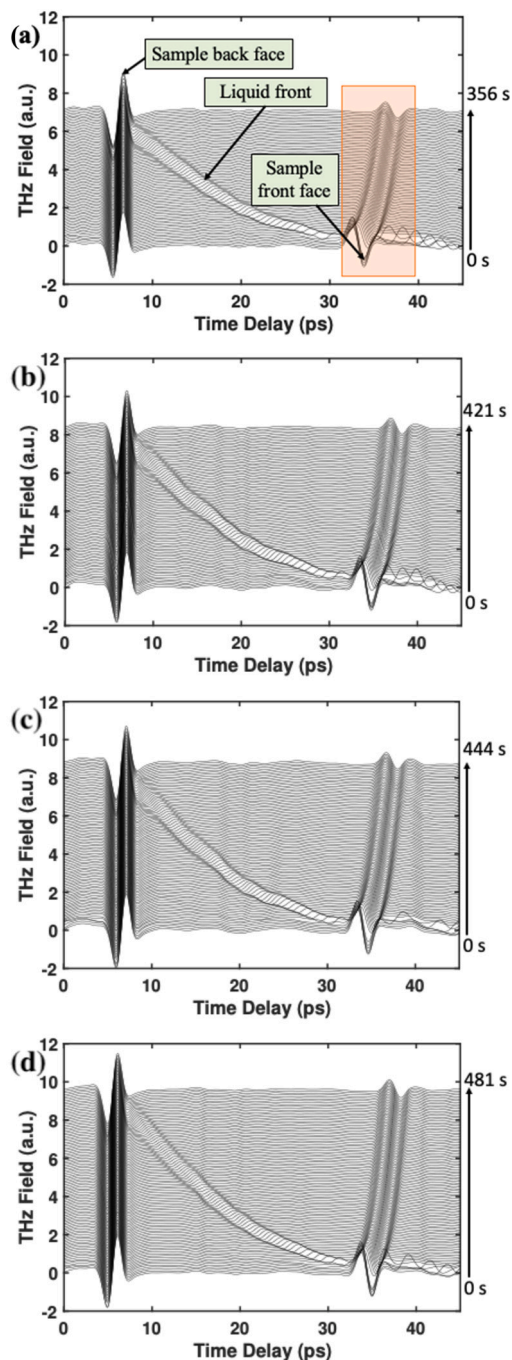 (a)
12
10
8
6
4
2
0
-2
THz Field (a.u.)
Sample back face
Liquid front
Sample
front face
356 s
0 s
0 10 20 30 40
Time Delay (ps)
(b)
12
10
8
6
4
2
0
-2
THz Field (a.u.)
421 s
0 s
0 10 20 30 40
Time Delay (ps)
(c)
12
10
8
6
4
2
0
-2
THz Field (a.u.)
444 s
0 s
0 10 20 30 40
Time Delay (ps)
(d)
12
10
8
6
4
2
0
-2
THz Field (a.u.)
481 s
0 s
0 10 20 30 40
Time Delay (ps)